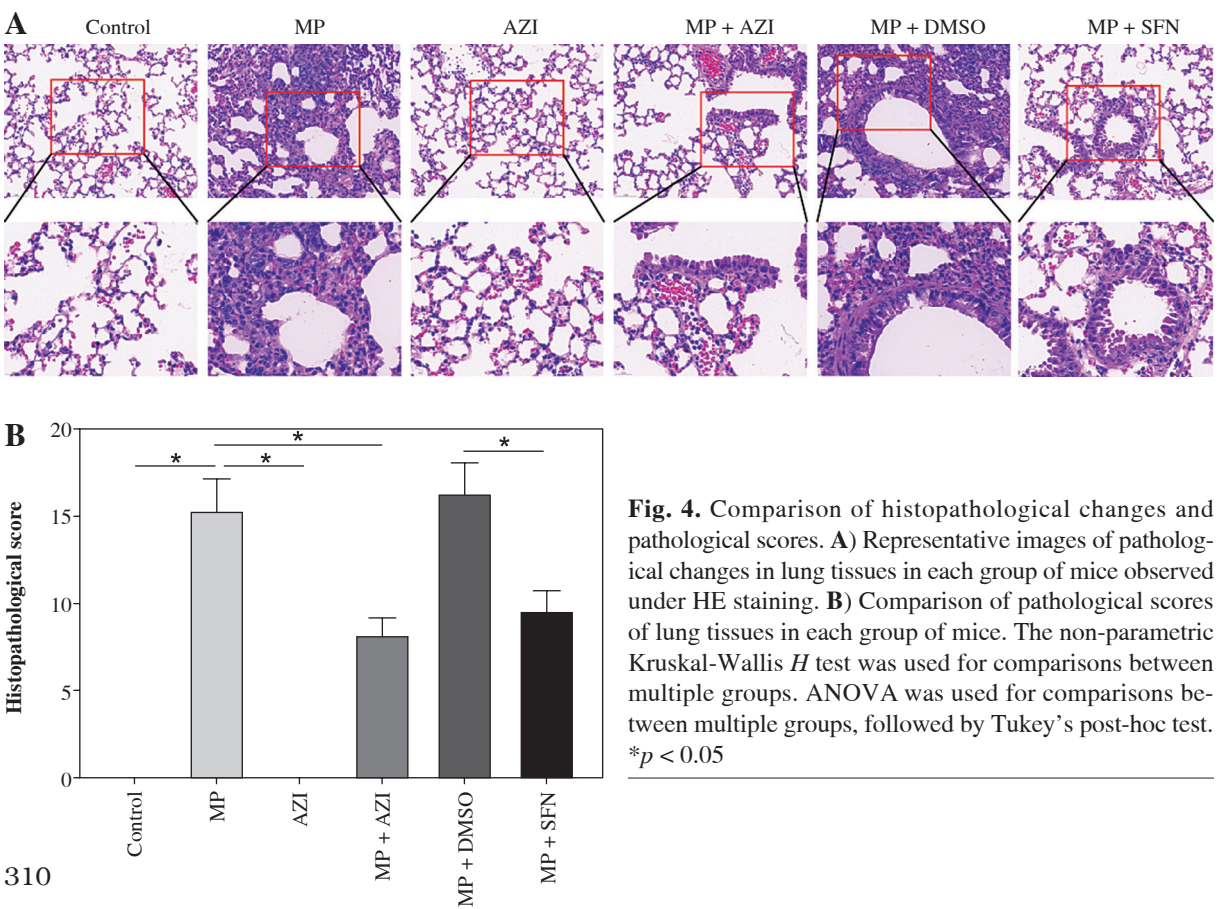 A
Control MP AZI MP + AZI MP + DMSO MP + SFN
B
Histopathological score
20
15
10
5
0
* * * *
Control
MP
AZI
MP + AZI
MP + DMSO
MP + SFN
Fig. 4. Comparison of histopathological changes and
pathological scores. A) Representative images of patholog-
ical changes in lung tissues in each group of mice observed
under HE staining. B) Comparison of pathological scores
of lung tissues in each group of mice. The non-parametric
Kruskal-Wallis H test was used for comparisons between
multiple groups. ANOVA was used for comparisons be-
tween multiple groups, followed by Tukey’s post-hoc test.
*p < 0.05
310